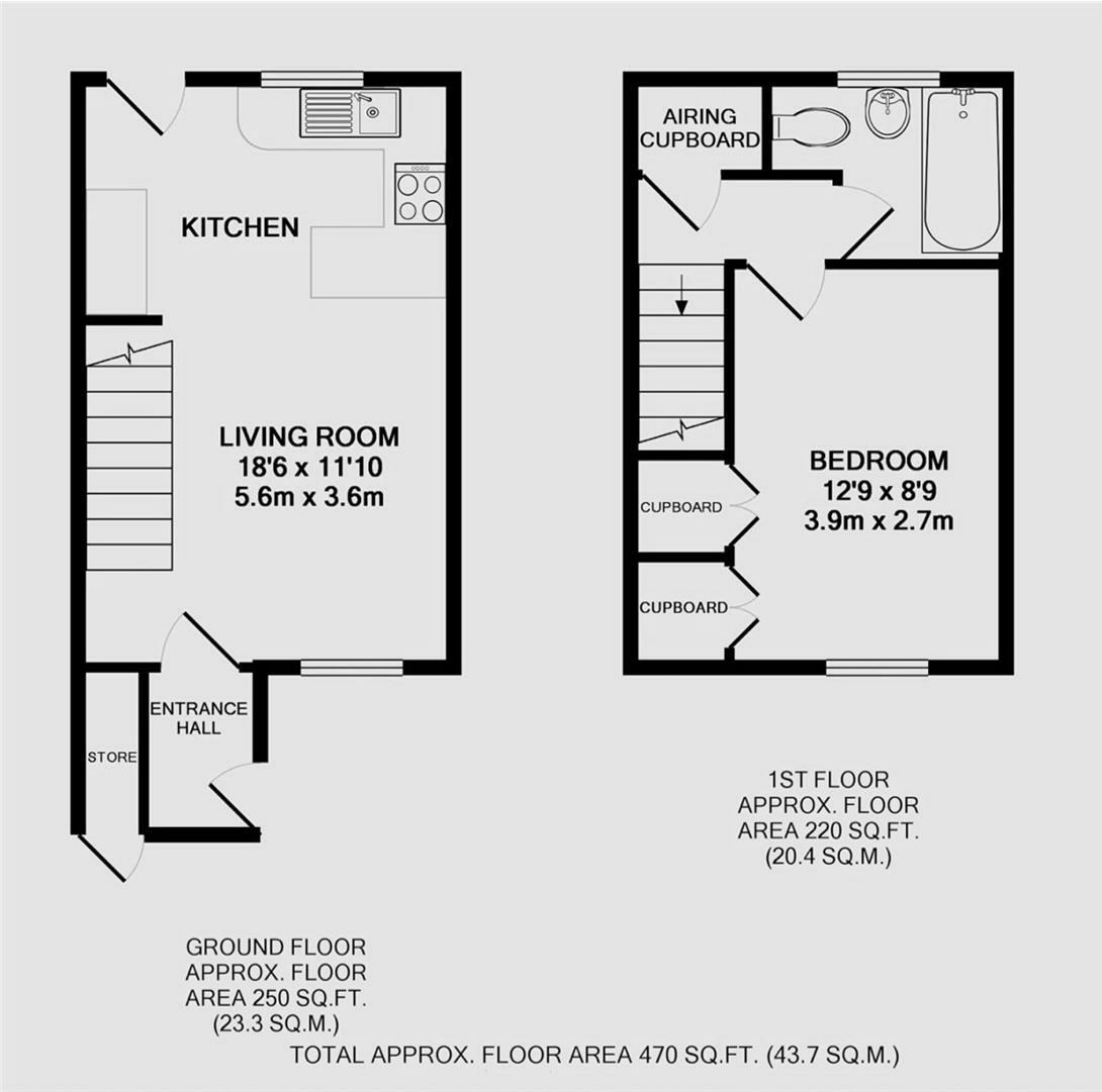 KITCHEN
LIVING ROOM
18'6 x 11'10
5.6m x 3.6m
ENTRANCE
HALL
STORE
GROUND FLOOR
APPROX. FLOOR
AREA 250 SQ.FT.
(23.3 SQ.M.)
AIRING
CUPBOARD
BEDROOM
12'9 x 8'9
3.9m x 2.7m
CUPBOARD
CUPBOARD
1ST FLOOR
APPROX. FLOOR
AREA 220 SQ.FT.
(20.4 SQ.M.)
TOTAL APPROX. FLOOR AREA 470 SQ.FT. (43.7 SQ.M.)